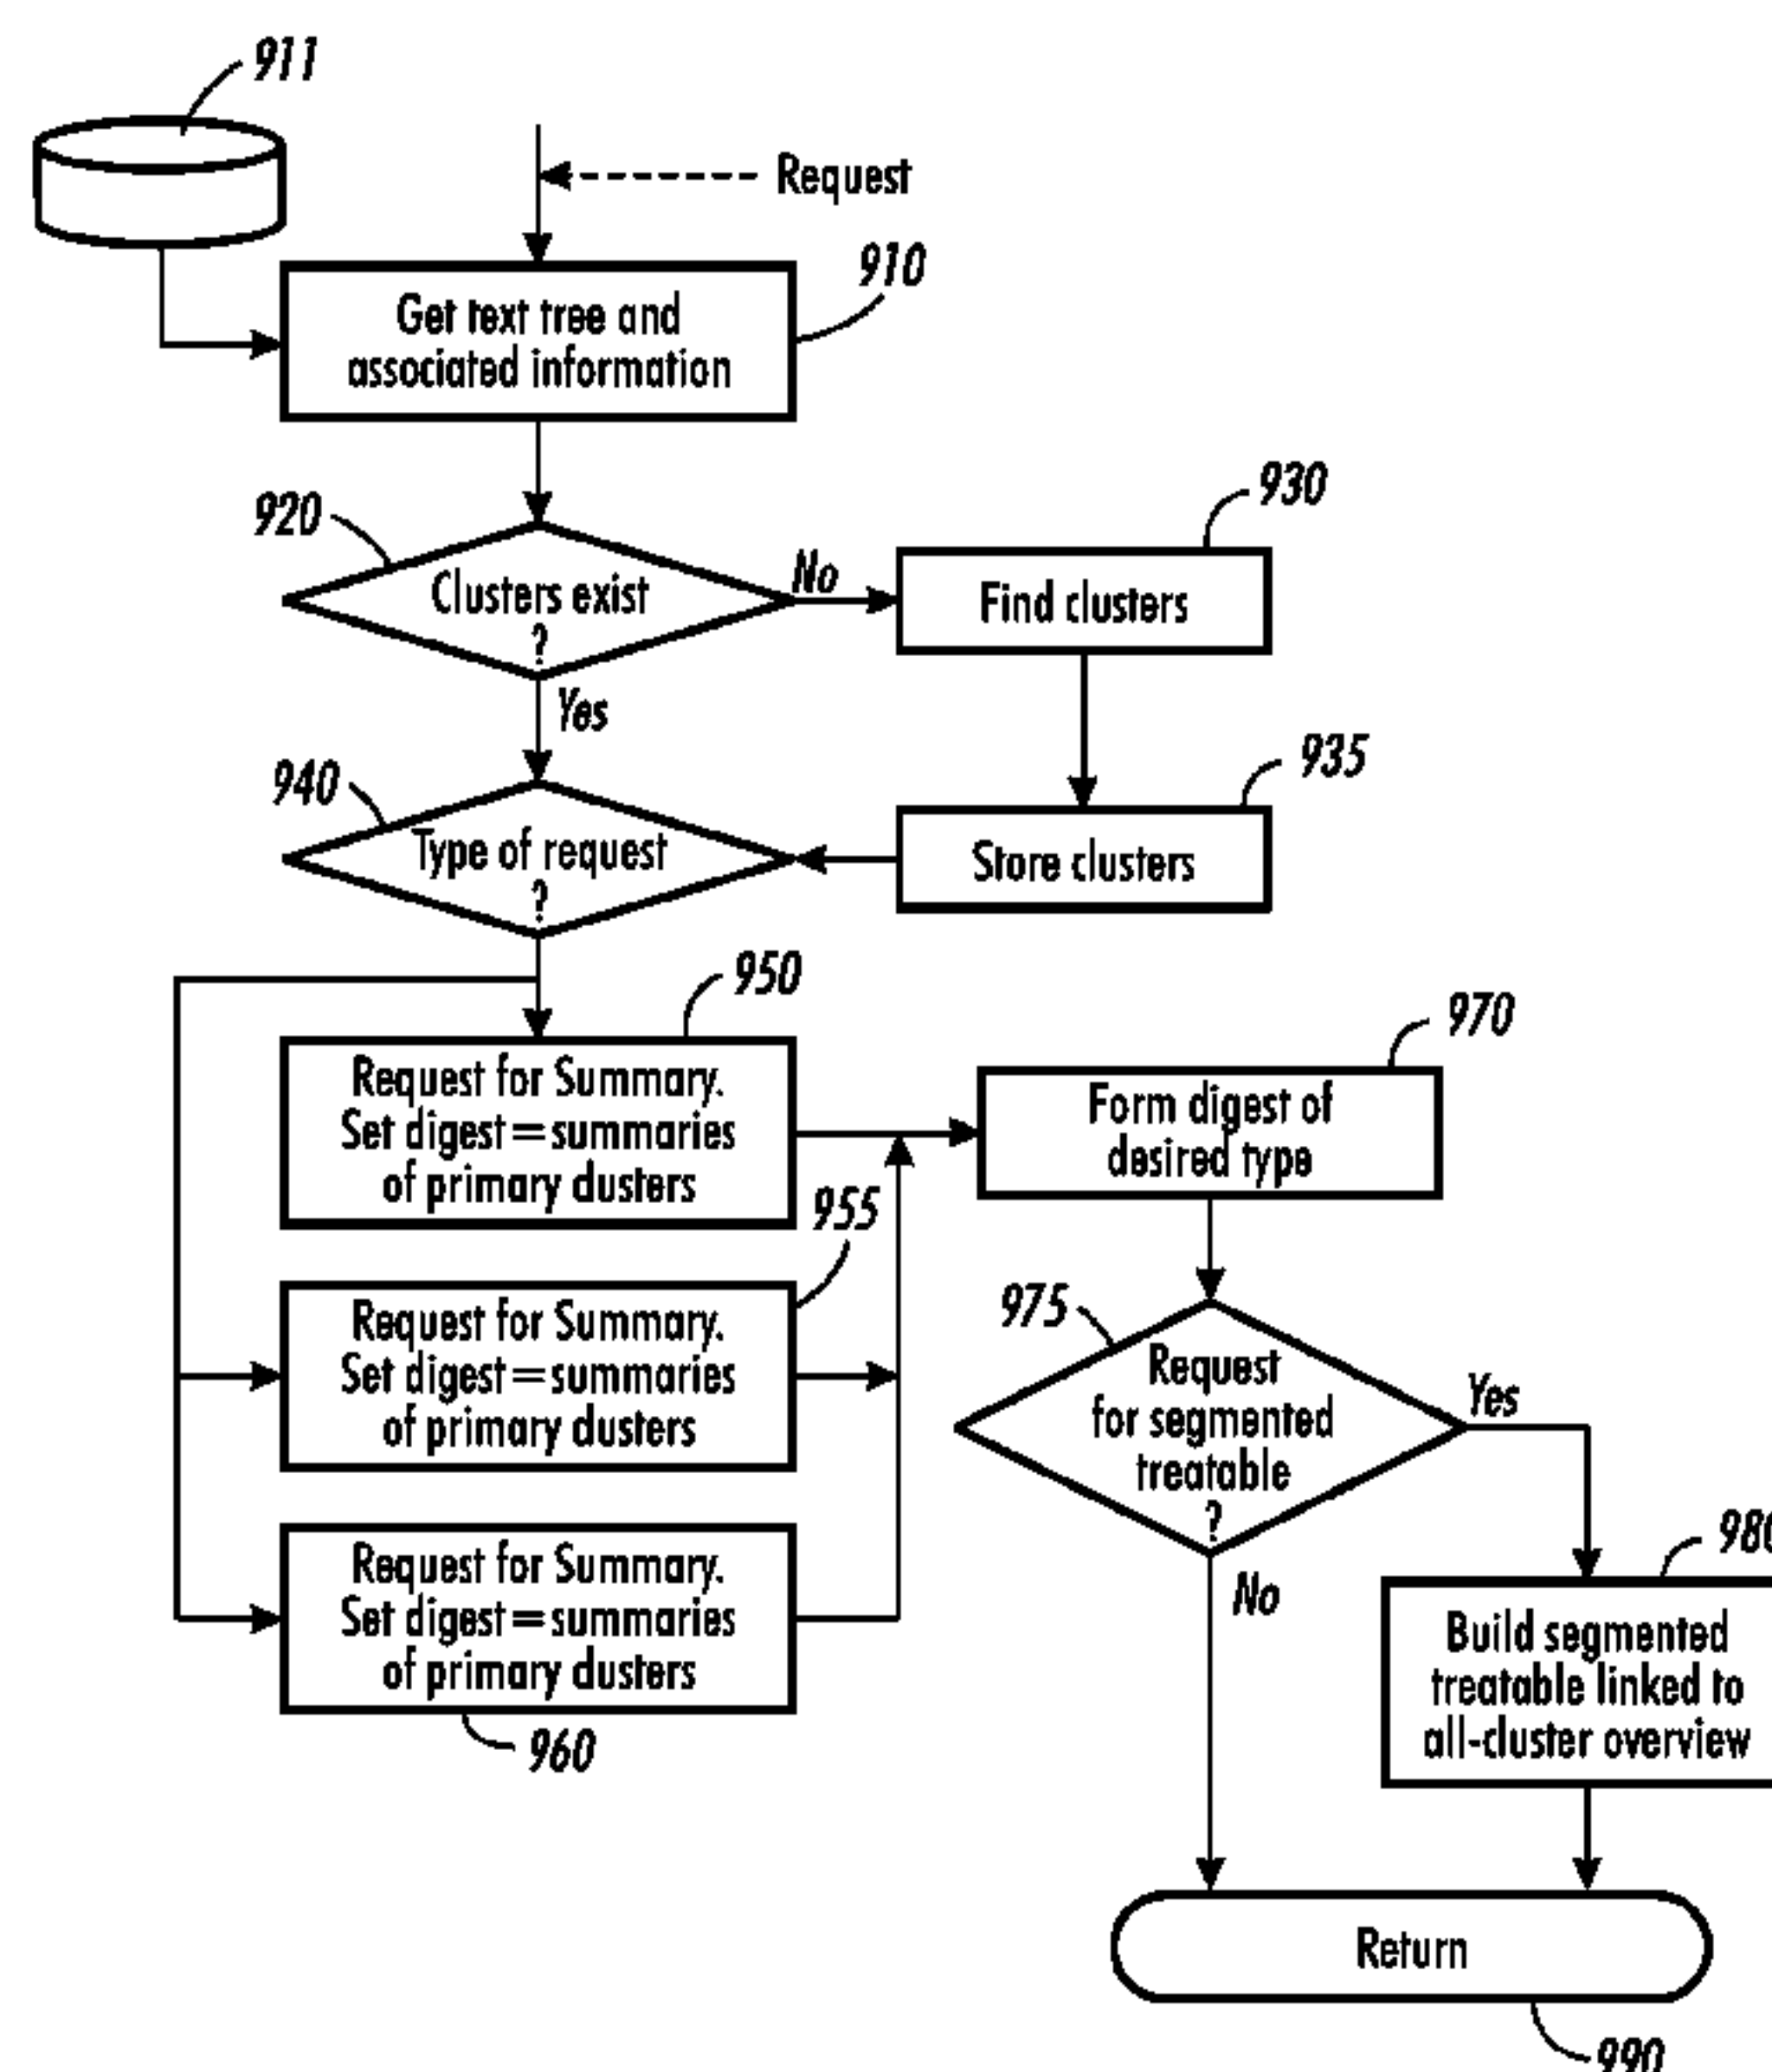 911
Request
910
Get text tree and
associated information
920
Clusters exist
?
No
930
Find clusters
Yes
940
Type of request
?
935
Store clusters
950
Request for Summary.
Set digest=summaries
of primary dusters
970
Form digest of
desired type
955
Request for Summary.
Set digest=summaries
of primary dusters
975
Request
for segmented
treatable
?
Yes
No
960
Request for Summary.
Set digest=summaries
of primary dusters
980
Build segmented
treatable linked to
all-cluster overview
Return
990